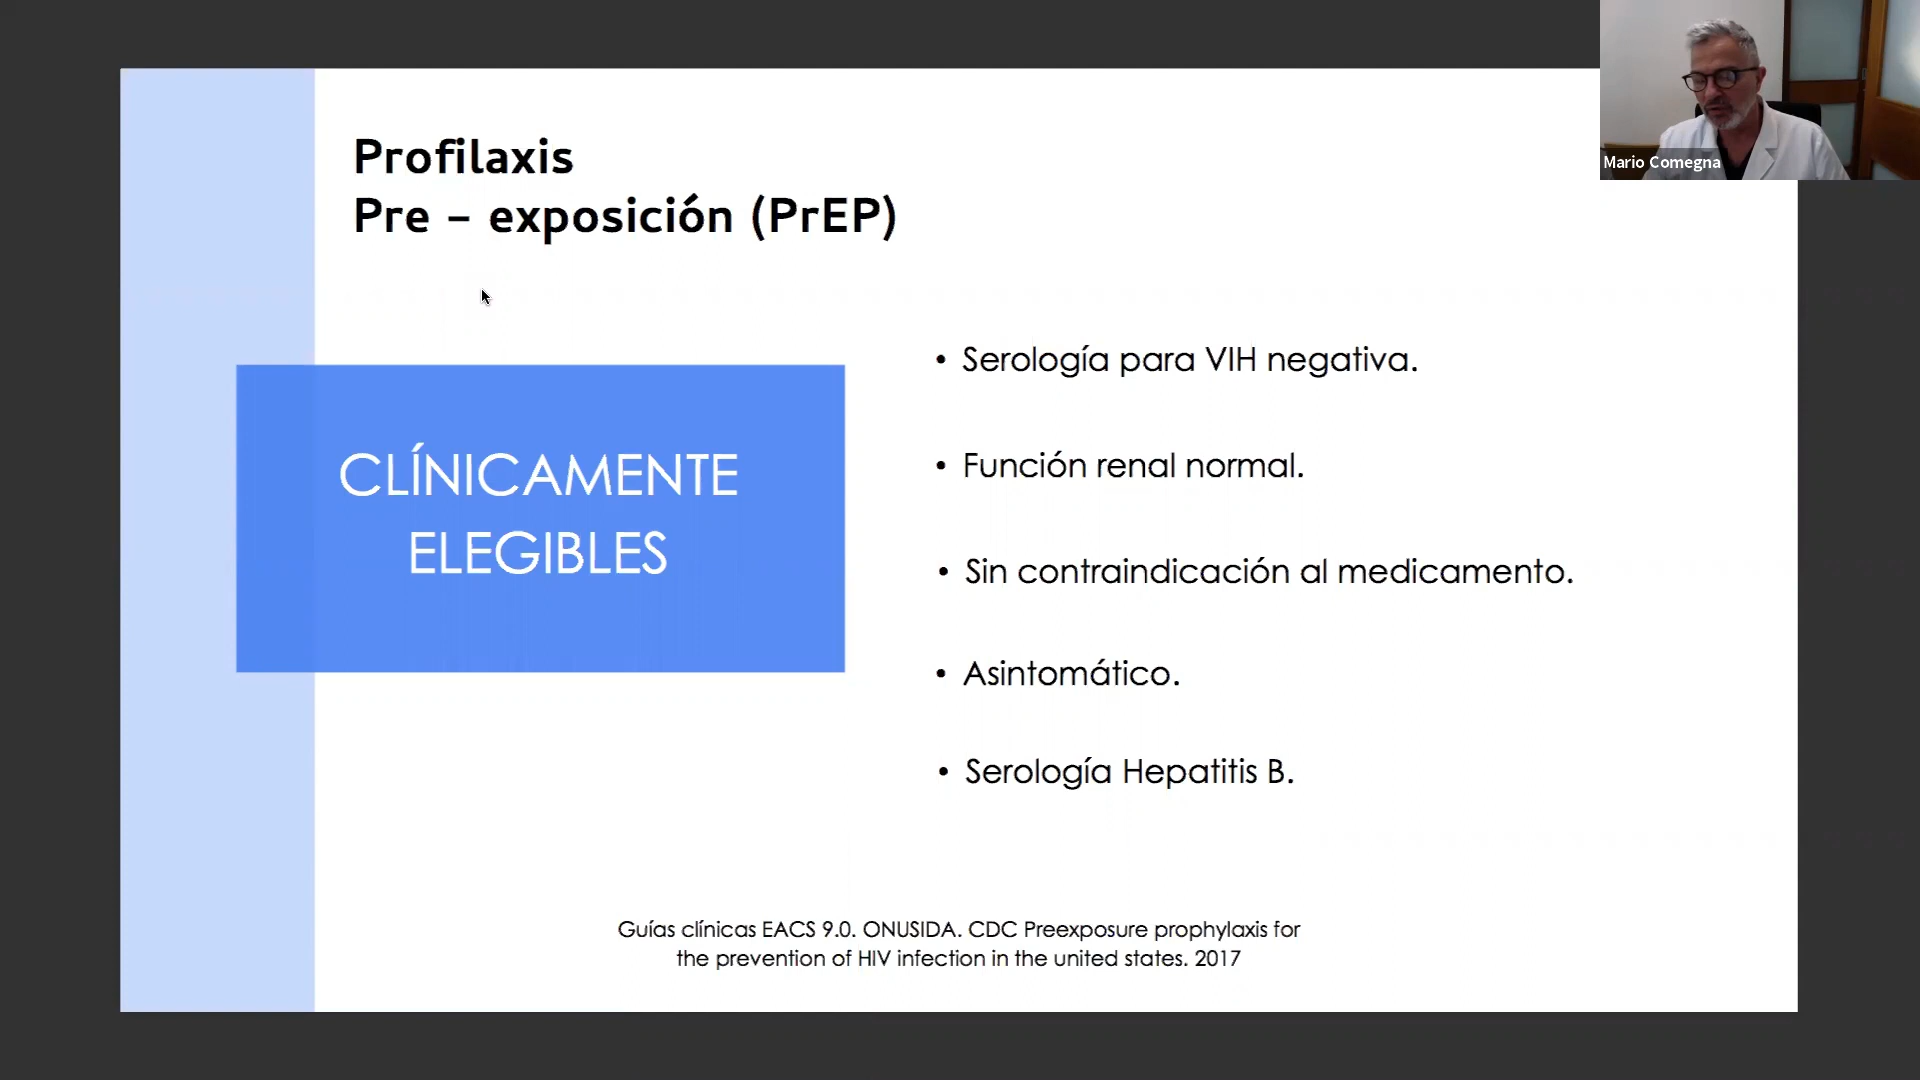 Profilaxis
Pre – exposición (PrEP)
CLÍNICAMENTE
ELEGIBLES
• Serología para VIH negativa.
• Función renal normal.
• Sin contraindicación al medicamento.
• Asintomático.
• Serología Hepatitis B.
Guías clínicas EACS 9.0. ONUSIDA. CDC Preexposure prophylaxis for
the prevention of HIV infection in the united states. 2017
Mario Comegna